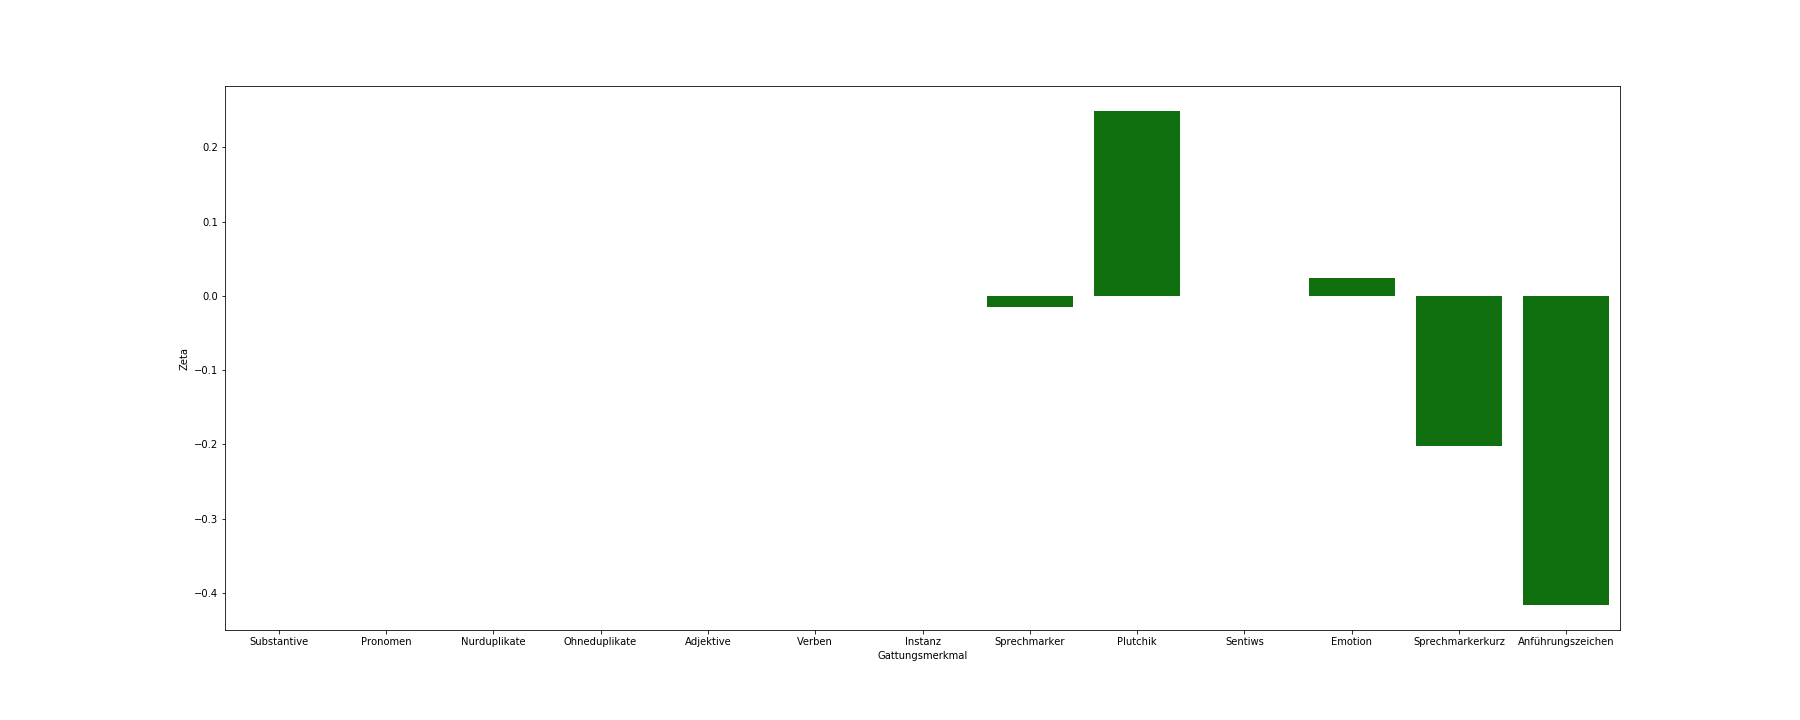 0.2
0.1
0.0
−0.1
−0.2
−0.3
−0.4
Zeta
Substantive Pronomen Nurduplikate Ohneduplikate Adjektive Verben Instanz Sprechmarker Plutchik Sentiws Emotion Sprechmarkerkurz Anführungszeichen
Gattungsmerkmal